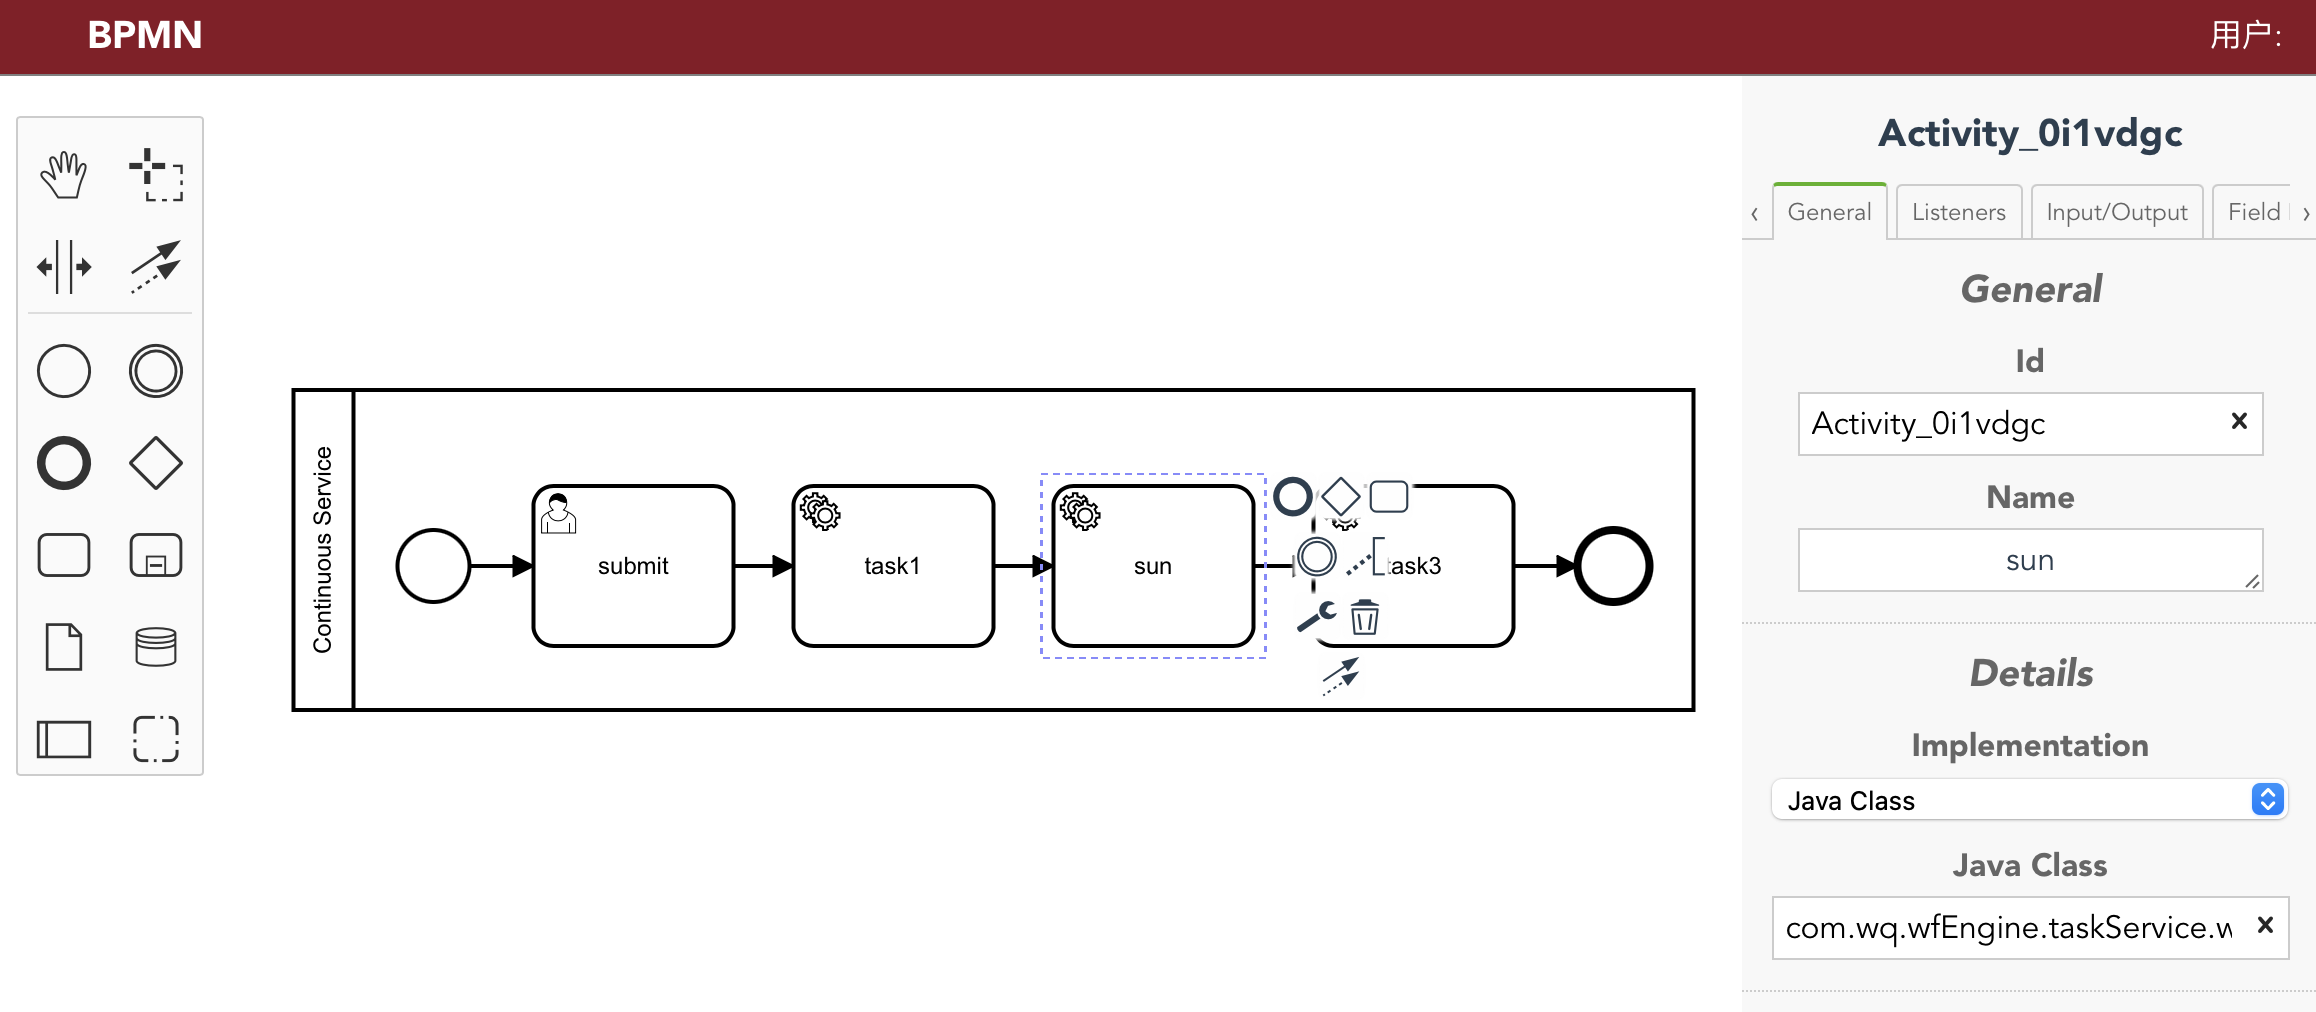 BPMN
用户:
Continuous Service
submit
task1
sun
task3
Activity_0i1vdgc
‹
General
Listeners
Input/Output
Field
›
General
Id
Activity_0i1vdgc
Name
sun
Details
Implementation
Java Class
Java Class
com.wq.wfEngine.taskService.w